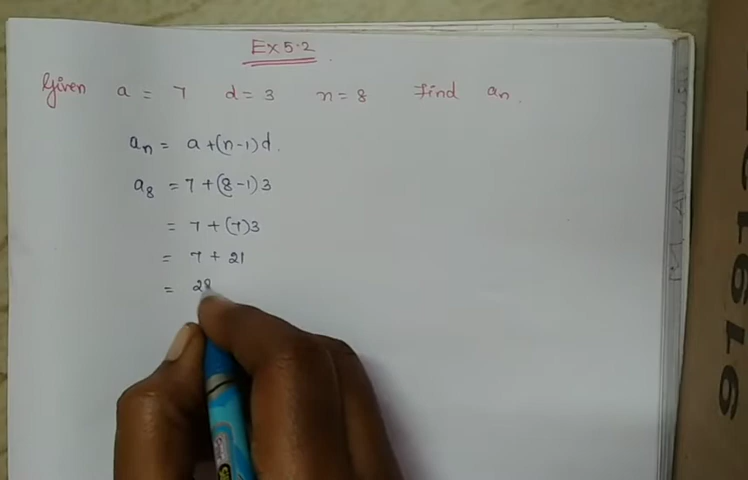 Ex 5.2
Given a = 7 d = 3 n = 8 Find aₙ.
aₙ = a + (n-1)d.
a₈ = 7 + (8-1)3
= 7 + (7)3
= 7 + 21
= 28